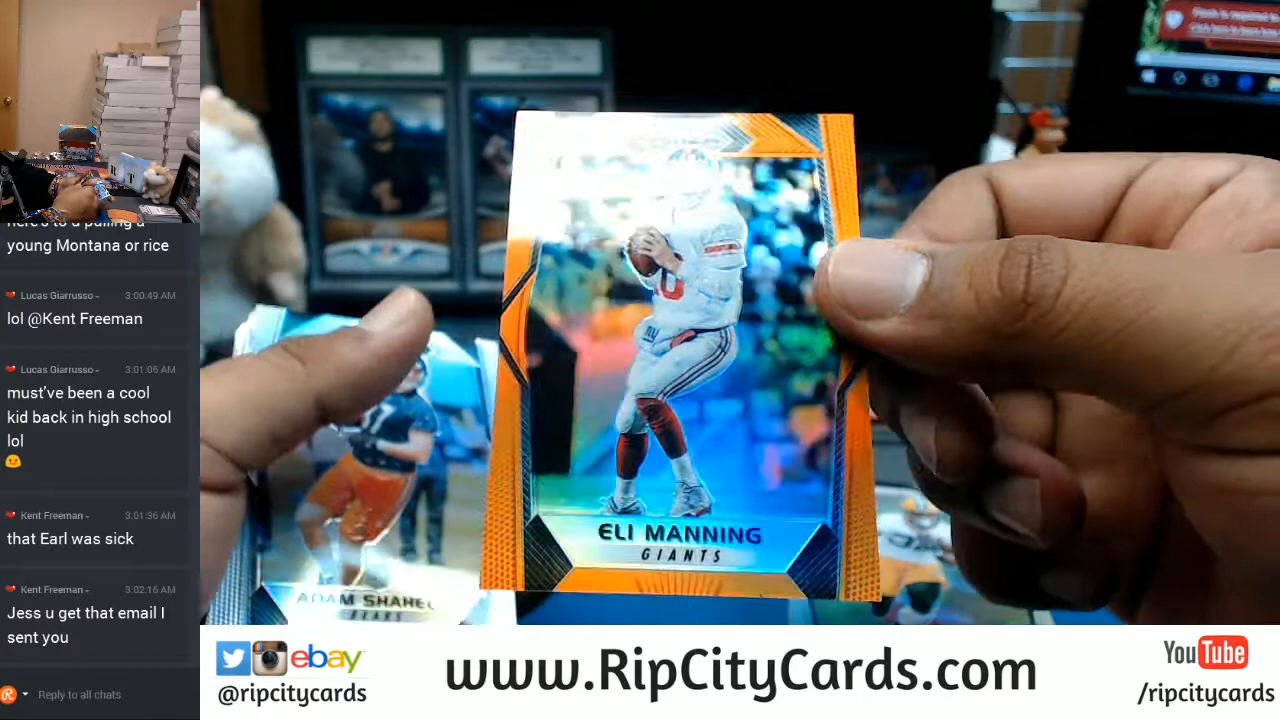 here's to u pulling a
young Montana or rice
Lucas Giarrusso 3:00:49 AM
lol @Kent Freeman
Lucas Giarrusso 3:01:06 AM
must've been a cool
kid back in high school
lol
Kent Freeman 3:01:36 AM
that Earl was sick
Kent Freeman 3:02:16 AM
Jess u get that email I
sent you
Reply to all chats
ELI MANNING
GIANTS
NY
ADAM SHAHEE
BEARS
ebay
@ripcitycards
www.RipCityCards.com
YouTube
/ripcitycards